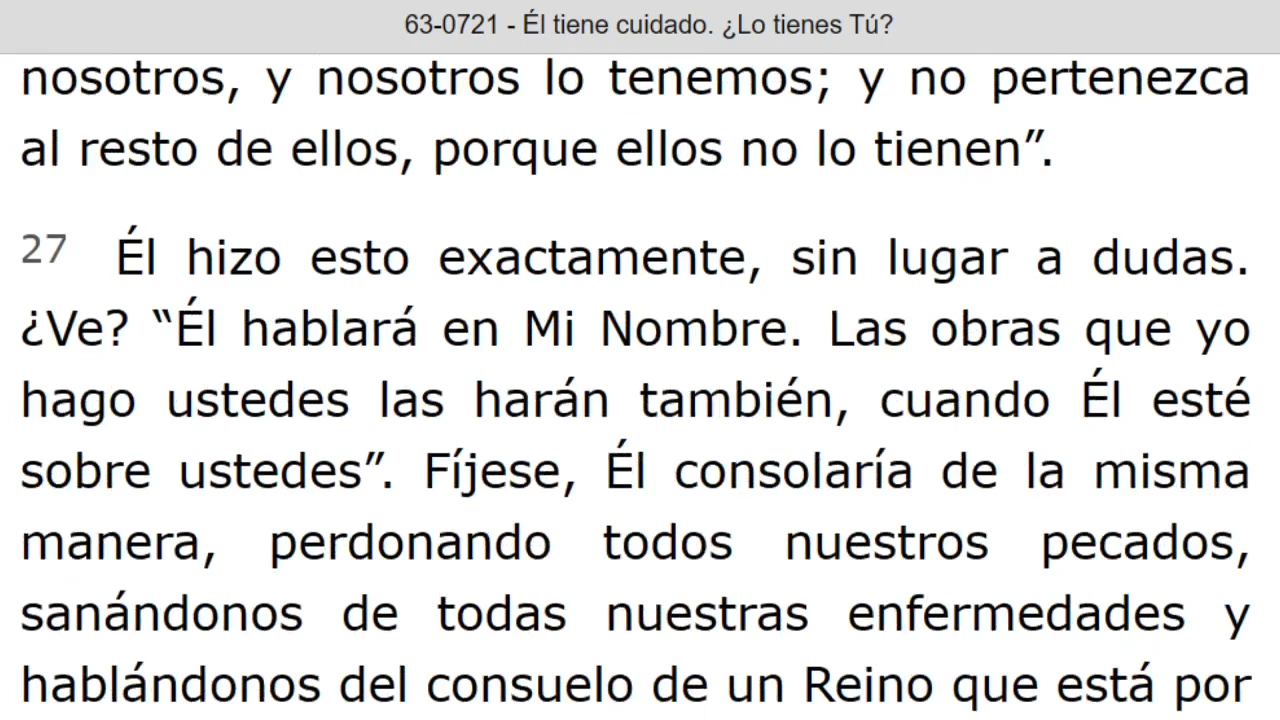 63-0721 - Él tiene cuidado. ¿Lo tienes Tú?
nosotros, y nosotros lo tenemos; y no pertenezca
al resto de ellos, porque ellos no lo tienen”.
27 Él hizo esto exactamente, sin lugar a dudas.
¿Ve? “Él hablará en Mi Nombre. Las obras que yo
hago ustedes las harán también, cuando Él esté
sobre ustedes”. Fíjese, Él consolaría de la misma
manera, perdonando todos nuestros pecados,
sanándonos de todas nuestras enfermedades y
hablándonos del consuelo de un Reino que está por